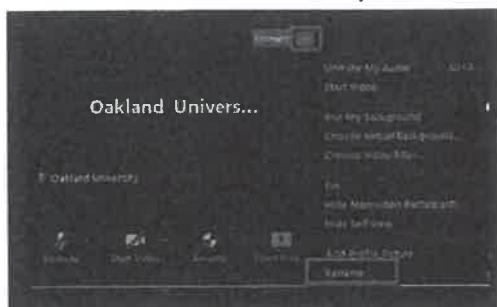 Unmute My Audio
Start Video
Oakland Univers...
Blur My Background
Choose Virtual Background...
Choose Video Filter...
Oakland University
Pin
Hide Non-video Participants
Hide Self View
Unmute
Start Video
Security
Add Profile Picture
Rename